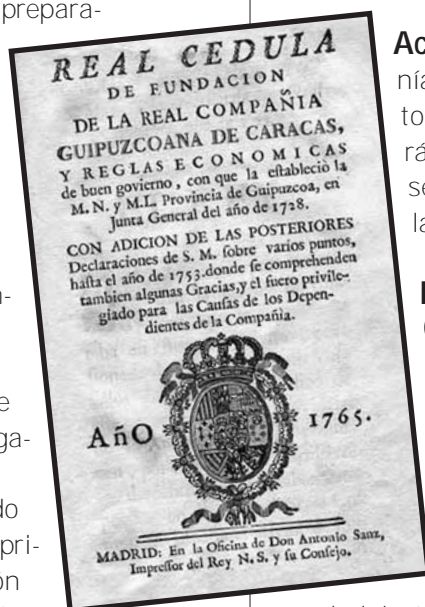 prepara-
REAL CEDULA
DE FUNDACION
DE LA REAL COMPAÑIA
GUIPUZCOANA DE CARACAS,
Y REGLAS ECONOMICAS
de buen govierno, con que la eſtableciò la
M. N. y M.L. Provincia de Guipuzcoa, en
Junta General del año de 1728.
CON ADICION DE LAS POSTERIORES
Declaraciones de S. M. ſobre varios puntos,
haſta el año de 1753.donde ſe comprehenden
tambien algunas Gracias,y el fuero privile-
giado para las Cauſas de los Depen-
dientes de la Compañia.
AñO 1765.
MADRID: En la Oficina de Don Antonio Sanz,
Impreſſor del Rey N. S. y ſu Conſejo.
n-
e
ga-
do
pri-
ón
Ac
nía
to
rá
se
la